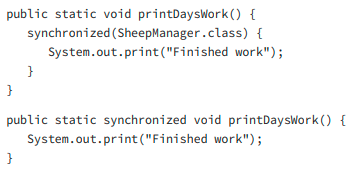 public static void printDaysWork() {
   synchronized(SheepManager.class) {
      System.out.print("Finished work");
   }
}
public static synchronized void printDaysWork() {
   System.out.print("Finished work");
}